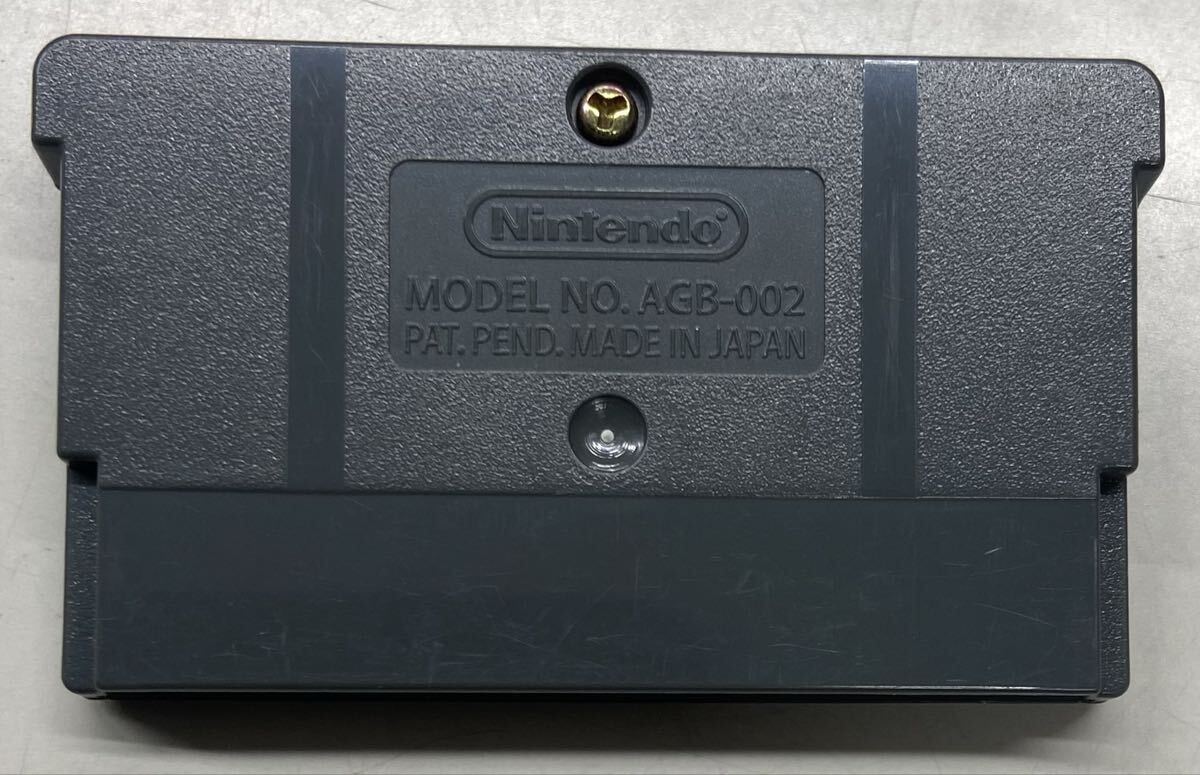 Nintendo®
MODEL NO. AGB-002
PAT. PEND. MADE IN JAPAN